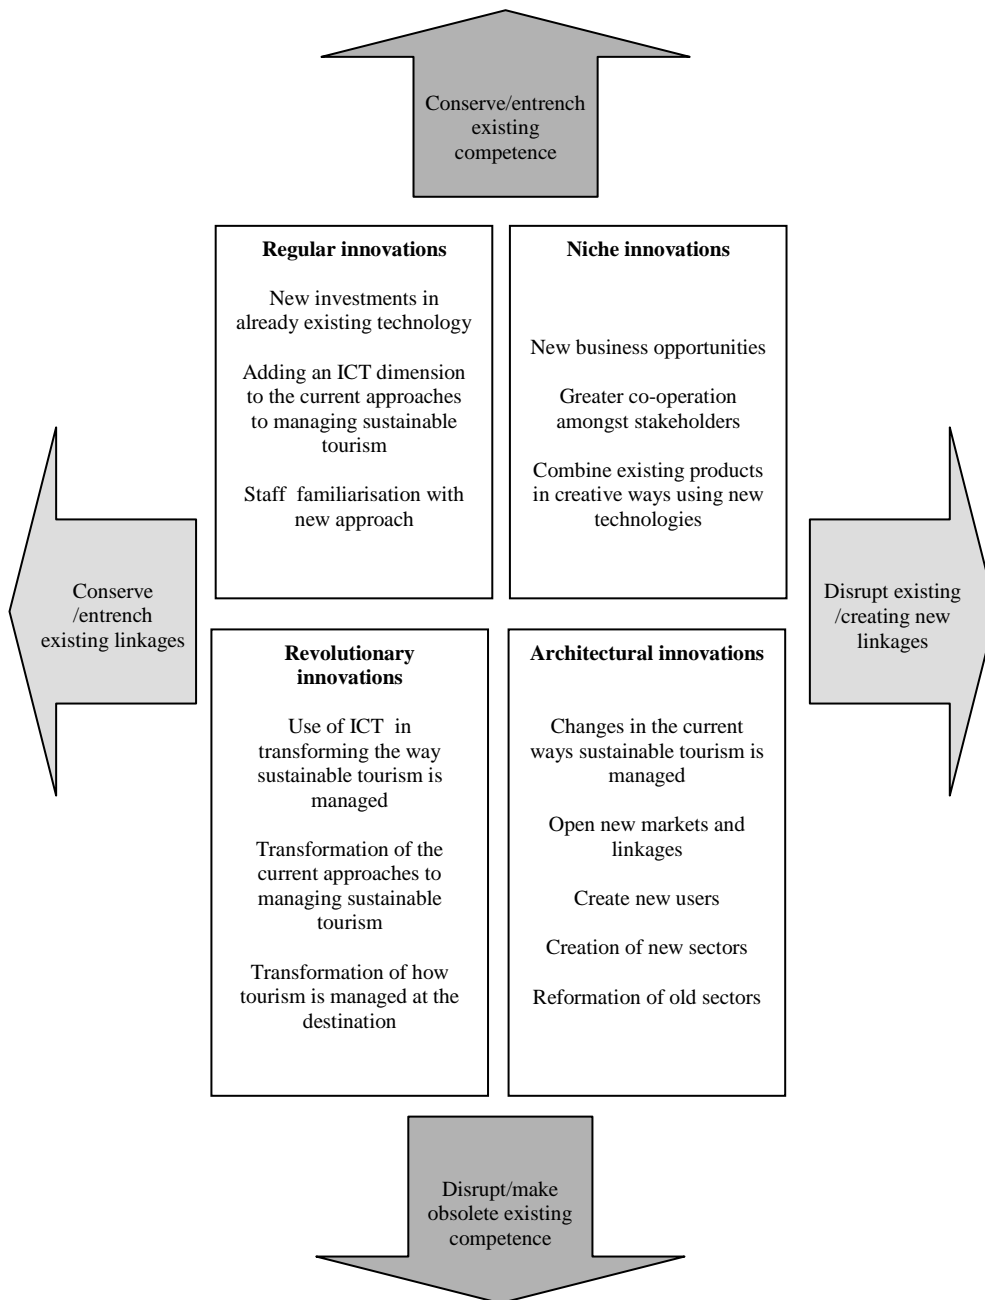 Conserve/entrench
existing
competence
Regular innovations
New investments in
already existing technology
Adding an ICT dimension
to the current approaches
to managing sustainable
tourism
Staff  familiarisation with
new approach
Niche innovations
New business opportunities
Greater co-operation
amongst stakeholders
Combine existing products
in creative ways using new
technologies
Conserve
/entrench
existing linkages
Disrupt existing
/creating new
linkages
Revolutionary
innovations
Use of ICT  in
transforming the way
sustainable tourism is
managed
Transformation of the
current approaches to
managing sustainable
tourism
Transformation of how
tourism is managed at the
destination
Architectural innovations
Changes in the current
ways sustainable tourism is
managed
Open new markets and
linkages
Create new users
Creation of new sectors
Reformation of old sectors
Disrupt/make
obsolete existing
competence